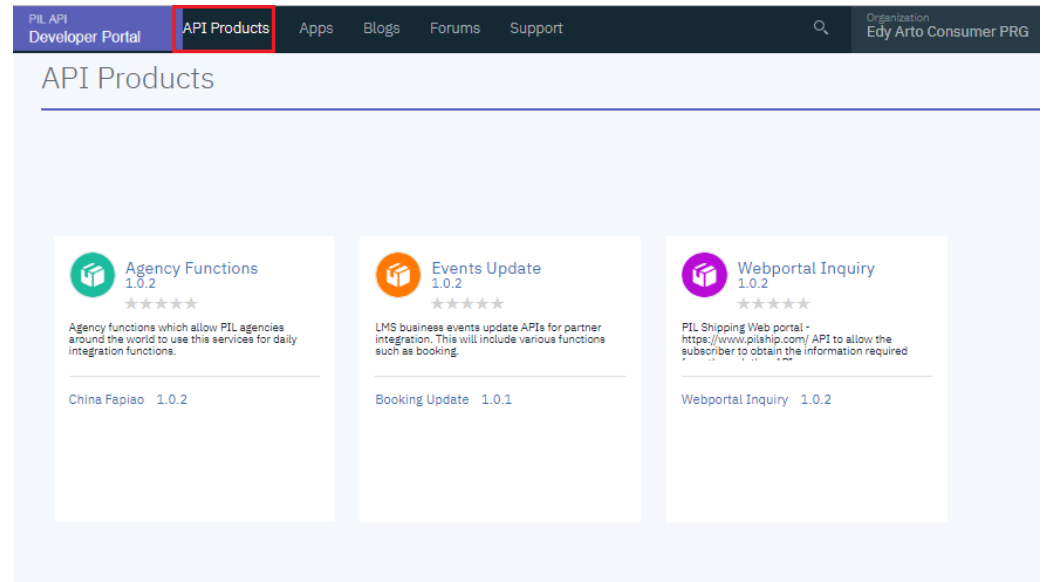 PIL API
Developer Portal
API Products
Apps
Blogs
Forums
Support
Organization
Edy Arto Consumer PRG
API Products
Agency Functions
1.0.2
Agency functions which allow PIL agencies
around the world to use this services for daily
integration functions.
China Fapiao 1.0.2
Events Update
1.0.2
LMS business events update APIs for partner
integration. This will include various functions
such as booking.
Booking Update 1.0.1
Webportal Inquiry
1.0.2
PIL Shipping Web portal -
https://www.pilship.com/ API to allow the
subscriber to obtain the information required
Webportal Inquiry 1.0.2